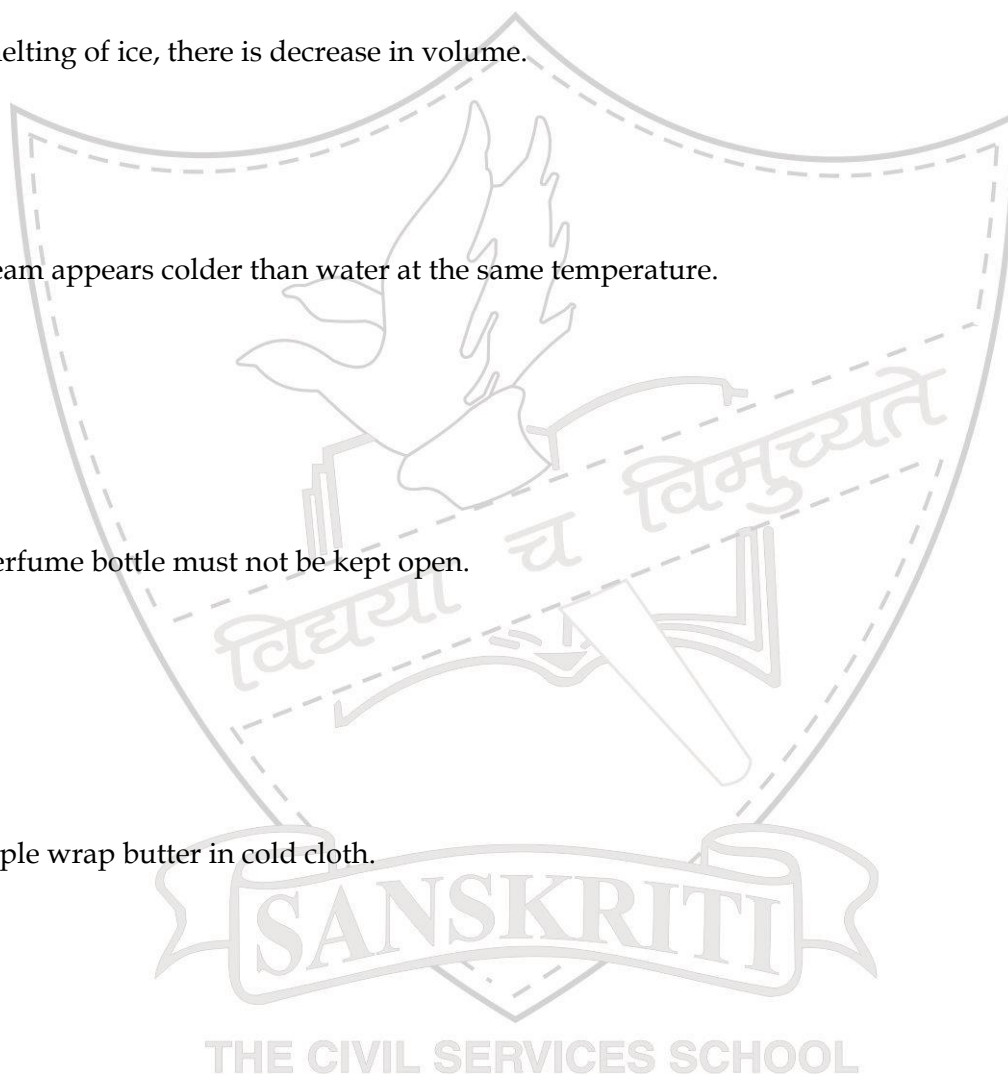 elting of ice, there is decrease in volume.
eam appears colder than water at the same temperature.
erfume bottle must not be kept open.
ple wrap butter in cold cloth.
विद्यया च विमुच्यते
SANSKRITI
THE CIVIL SERVICES SCHOOL